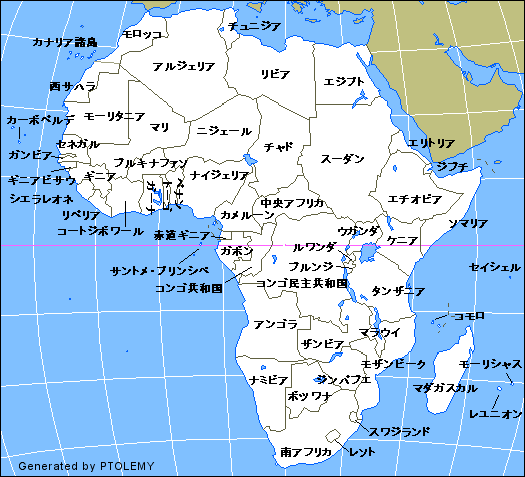 チュニジア
モロッコ
カナリア諸島
アルジェリア
リビア
エジプト
西サハラ
カーボベルデ
モーリタニア
マリ
ニジェール
チャド
スーダン
エリトリア
セネガル
ガンビア
ブルキナファソ
ジブチ
ギニアビサウ
ギニア
ナイジェリア
ベナン
トーゴ
ガーナ
エチオピア
シエラレオネ
リベリア
コートジボワール
カメルーン
中央アフリカ
ソマリア
赤道ギニア
ウガンダ
ケニア
ガボン
ルワンダ
サントメ・プリンシペ
ブルンジ
セイシェル
コンゴ共和国
コンゴ民主共和国
タンザニア
アンゴラ
コモロ
マラウイ
ザンビア
モザンビーク
モーリシャス
ナミビア
ジンバブエ
マダガスカル
ボツワナ
レユニオン
スワジランド
南アフリカ
レソト
Generated by PTOLEMY